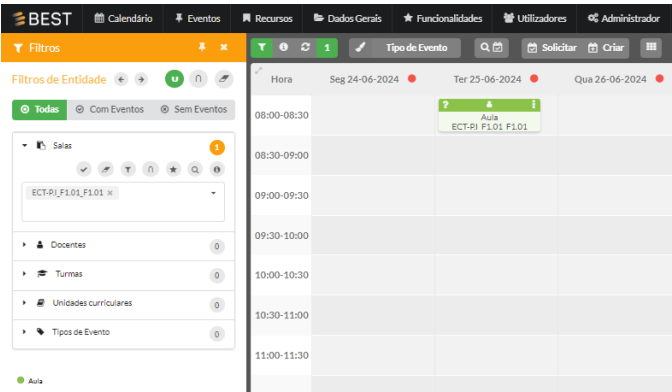 BEST Calendário Eventos Recursos Dados Gerais Funcionalidades Utilizadores Administrador
Filtros
1 Tipo de Evento Solicitar Criar
Filtros de Entidade
Todas Com Eventos Sem Eventos
Salas 1
ECT-P.I_F1.01_F1.01 ×
Docentes 0
Turmas 0
Unidades curriculares 0
Tipos de Evento 0
Aula
Hora Seg 24-06-2024 Ter 25-06-2024 Qua 26-06-2024
08:00-08:30
Aula
ECT-P.I F1.01 F1.01
08:30-09:00
09:00-09:30
09:30-10:00
10:00-10:30
10:30-11:00
11:00-11:30